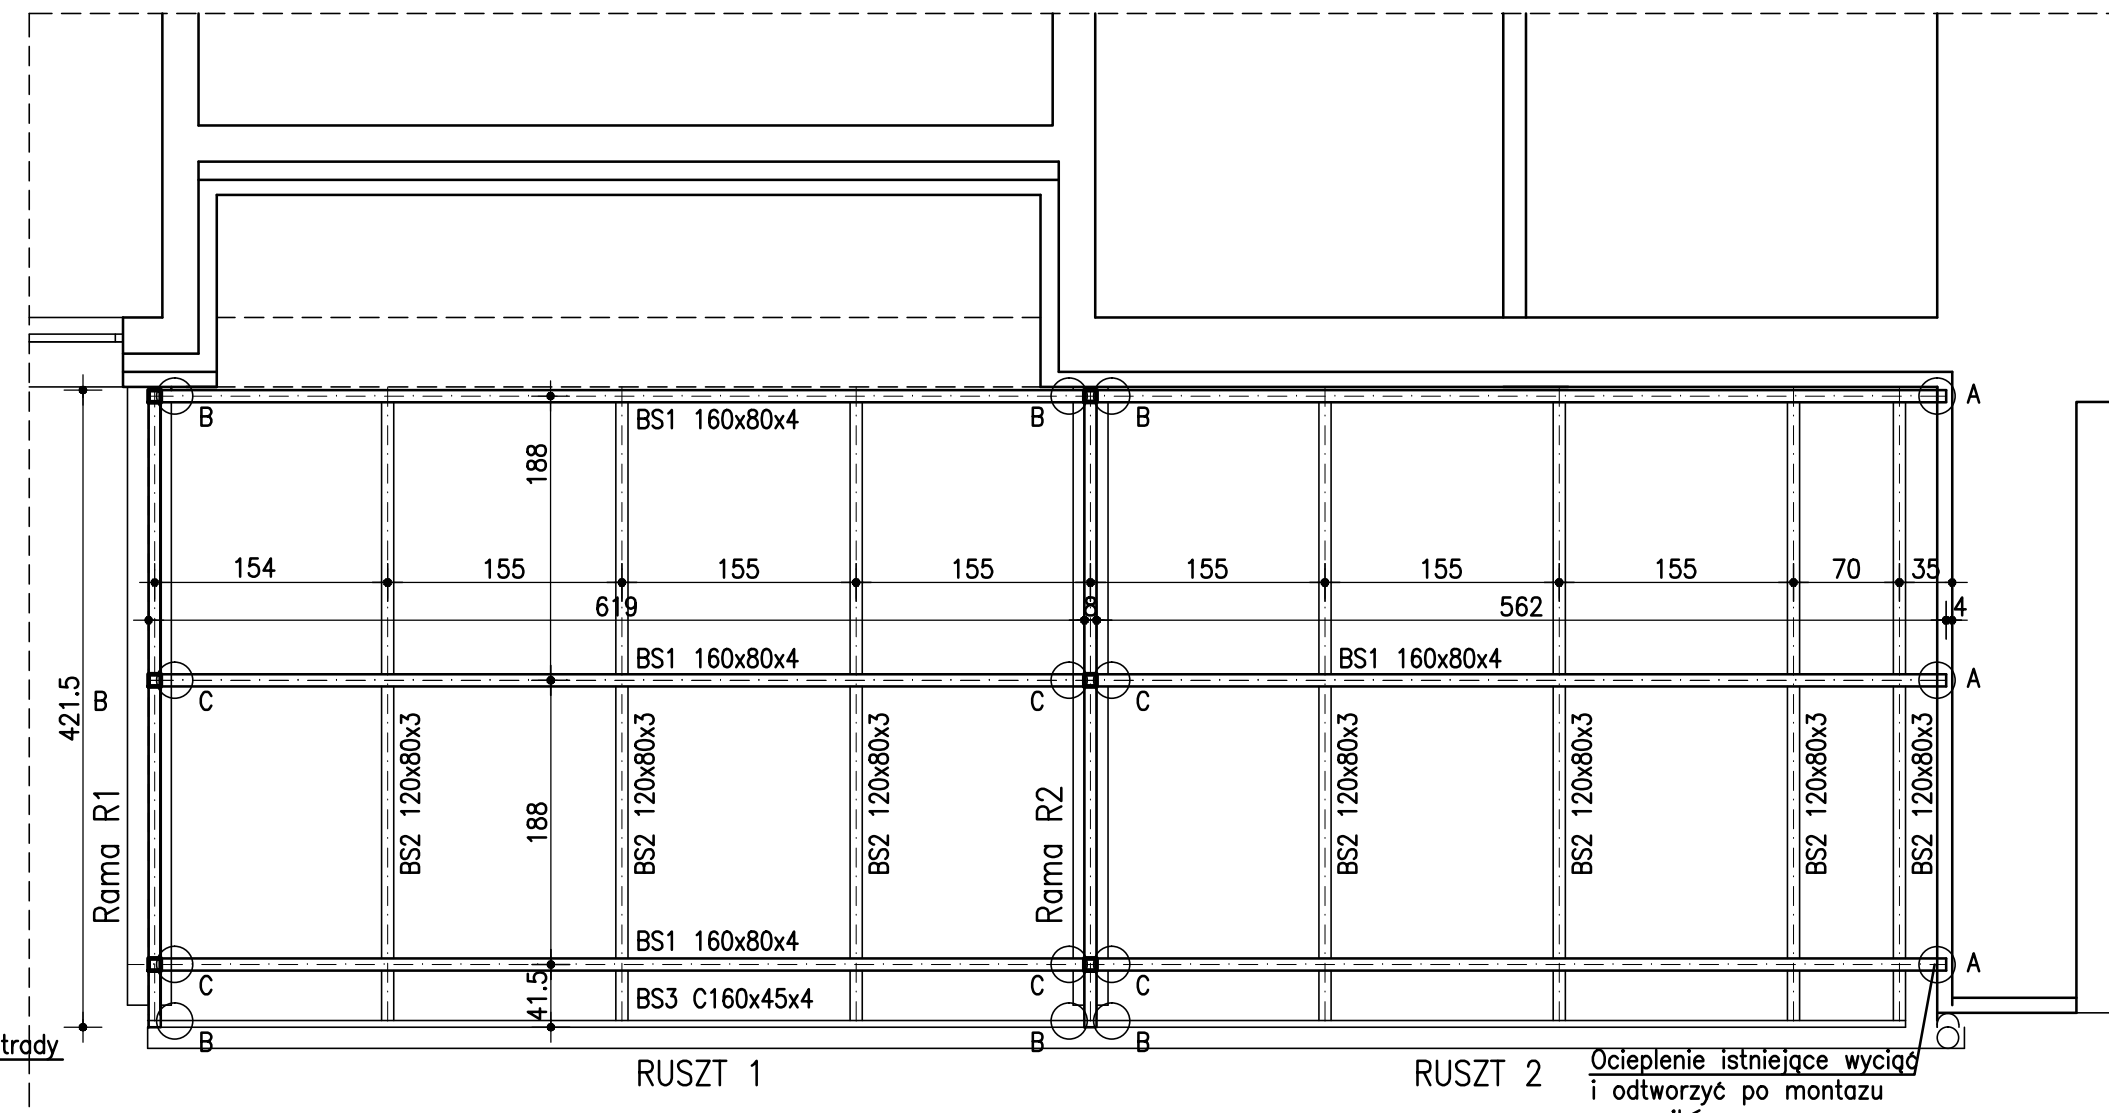 B
B
B
A
BS1 160x80x4
188
154
155
155
155
155
155
155
70
35
619
8
562
4
BS1 160x80x4
BS1 160x80x4
421.5
B
C
C
C
A
BS2 120x80x3
BS2 120x80x3
BS2 120x80x3
BS2 120x80x3
BS2 120x80x3
BS2 120x80x3
BS2 120x80x3
Rama R1
188
Rama R2
BS1 160x80x4
C
C
C
A
41.5
BS3 C160x45x4
B
B
B
RUSZT 1
RUSZT 2
Ocieplenie istniejące wyciąć
i odtworzyć po montazu